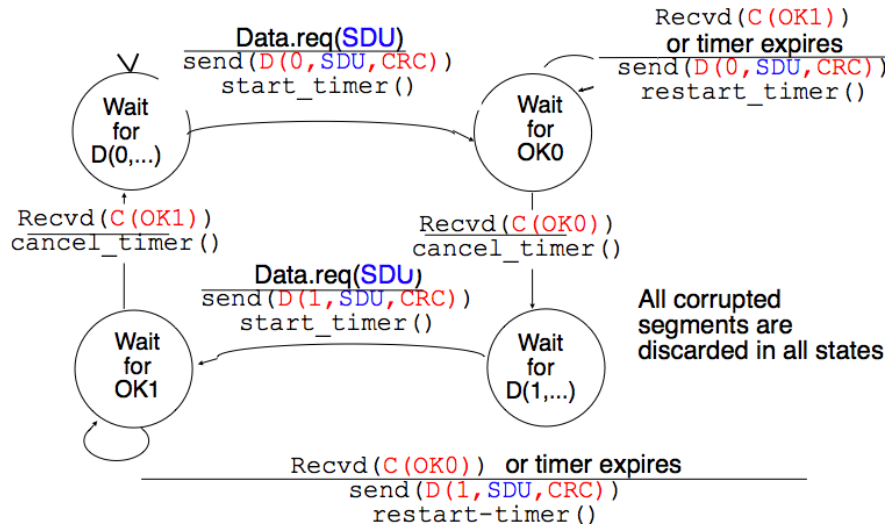 Data.req(SDU)
send(D(0,SDU,CRC))
start_timer()
Recvd(C(OK1)
or timer expires
send(D(0,SDU,CRC))
restart_timer()
Wait
for
D(0,...)
Wait
for
OK0
Recvd(C(OK1))
cancel_timer()
Recvd(C(OK0))
cancel_timer()
Data.req(SDU)
send(D(1,SDU,CRC))
start_timer()
All corrupted
segments are
discarded in all states
Wait
for
OK1
Wait
for
D(1,...)
Recvd(C(OK0)) or timer expires
send(D(1,SDU,CRC))
restart-timer()